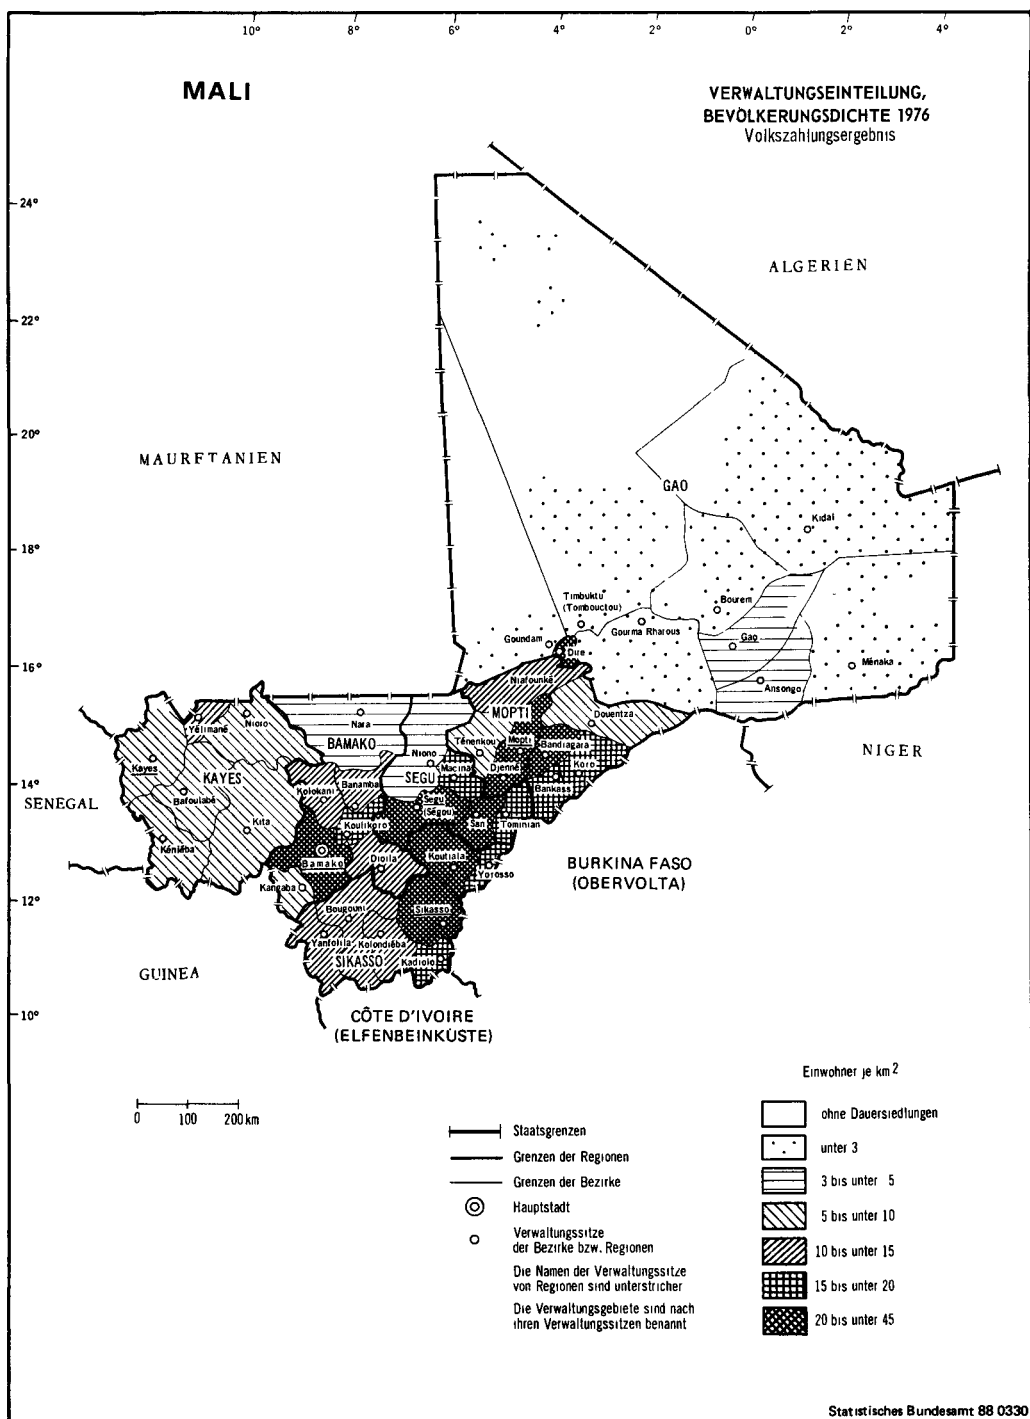 10° 8° 6° 4° 2° 0° 2° 4°
MALI
VERWALTUNGSEINTEILUNG,
BEVÖLKERUNGSDICHTE 1976
Volkszahlungsergebnis
24°
22°
20°
18°
16°
14°
12°
10°
ALGERIEN
MAURFTANIEN
GAO
Kidal
Timbuktu
(Tombouctou)
Bourem
Goundam
Gourma Rharous
Gao
Dire
Ménaka
Niafounké
Ansongo
MOPTI
Douentza
Yélimané
Nioro
Nara
NIGER
BAMAKO
Ténenkou
Mopti
Bandiagara
Kayes
Niono
Koro
KAYES
SEGU
Macina
Djenné
Bankass
SENEGAL
Bafoulabé
Kolokani
Bananba
Segu
(Ségou)
San
Tominian
Kita
Koulikoro
Kéniéba
Bamako
Dioila
Koutiala
Yorosso
BURKINA FASO
(OBERVOLTA)
Kangaba
Bougouni
Sikasso
Yanfolila
Kolondiéba
SIKASSO
Kadiolo
GUINEA
CÔTE D'IVOIRE
(ELFENBEINKÜSTE)
0 100 200 km
Staatsgrenzen
Grenzen der Regionen
Grenzen der Bezirke
Hauptstadt
Verwaltungssitze
der Bezirke bzw. Regionen
Die Namen der Verwaltungssitze
von Regionen sind unterstricher
Die Verwaltungsgebiete sind nach
ihren Verwaltungssitzen benannt
Einwohner je km²
ohne Dauersiedlungen
unter 3
3 bis unter 5
5 bis unter 10
10 bis unter 15
15 bis unter 20
20 bis unter 45
Statistisches Bundesamt 88 0330